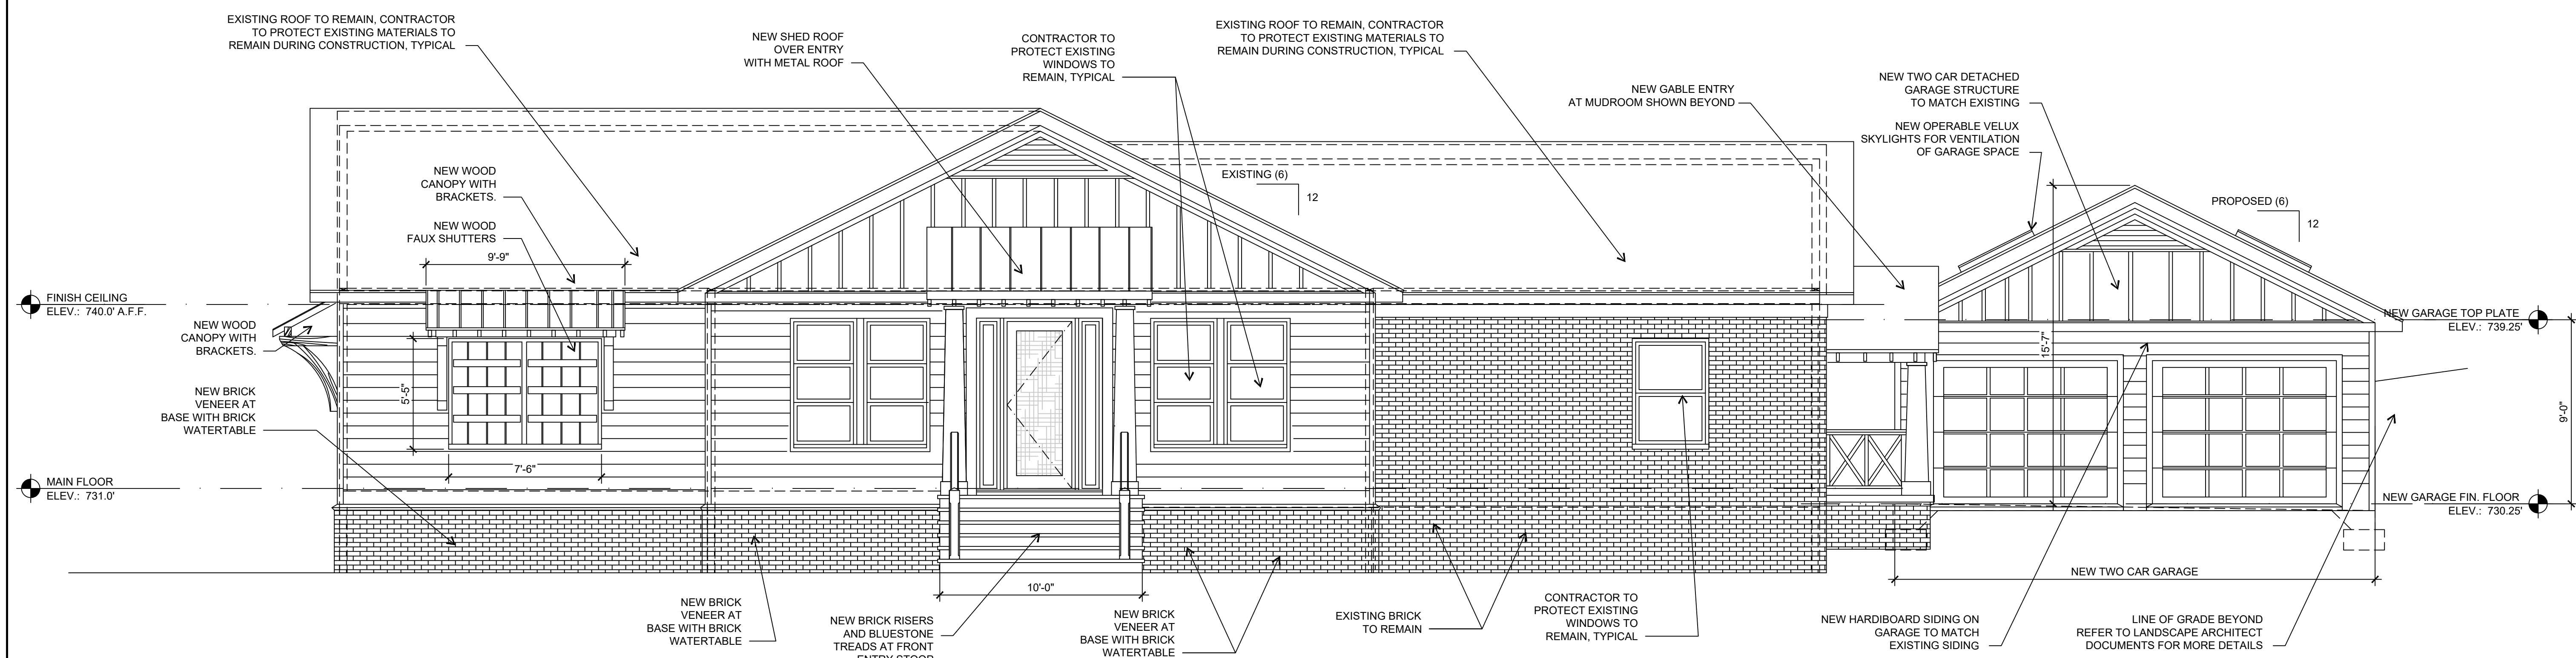 EXISTING ROOF TO REMAIN, CONTRACTOR
TO PROTECT EXISTING MATERIALS TO
REMAIN DURING CONSTRUCTION, TYPICAL
NEW SHED ROOF
OVER ENTRY
WITH METAL ROOF
CONTRACTOR TO
PROTECT EXISTING
WINDOWS TO
REMAIN, TYPICAL
EXISTING ROOF TO REMAIN, CONTRACTOR
TO PROTECT EXISTING MATERIALS TO
REMAIN DURING CONSTRUCTION, TYPICAL
NEW GABLE ENTRY
AT MUDROOM SHOWN BEYOND
NEW TWO CAR DETACHED
GARAGE STRUCTURE
TO MATCH EXISTING
NEW OPERABLE VELUX
SKYLIGHTS FOR VENTILATION
OF GARAGE SPACE
NEW WOOD
CANOPY WITH
BRACKETS.
NEW WOOD
FAUX SHUTTERS
9'-9"
EXISTING (6)
12
PROPOSED (6)
12
FINISH CEILING
ELEV.: 740.0' A.F.F.
NEW WOOD
CANOPY WITH
BRACKETS.
NEW BRICK
VENEER AT
BASE WITH BRICK
WATERTABLE
5'-5"
7'-6"
MAIN FLOOR
ELEV.: 731.0'
15'-7"
NEW GARAGE TOP PLATE
ELEV.: 739.25'
9'-0"
NEW GARAGE FIN. FLOOR
ELEV.: 730.25'
NEW TWO CAR GARAGE
10'-0"
NEW BRICK
VENEER AT
BASE WITH BRICK
WATERTABLE
NEW BRICK RISERS
AND BLUESTONE
TREADS AT FRONT
ENTRY STOOP
NEW BRICK
VENEER AT
BASE WITH BRICK
WATERTABLE
EXISTING BRICK
TO REMAIN
CONTRACTOR TO
PROTECT EXISTING
WINDOWS TO
REMAIN, TYPICAL
NEW HARDIBOARD SIDING ON
GARAGE TO MATCH
EXISTING SIDING
LINE OF GRADE BEYOND
REFER TO LANDSCAPE ARCHITECT
DOCUMENTS FOR MORE DETAILS